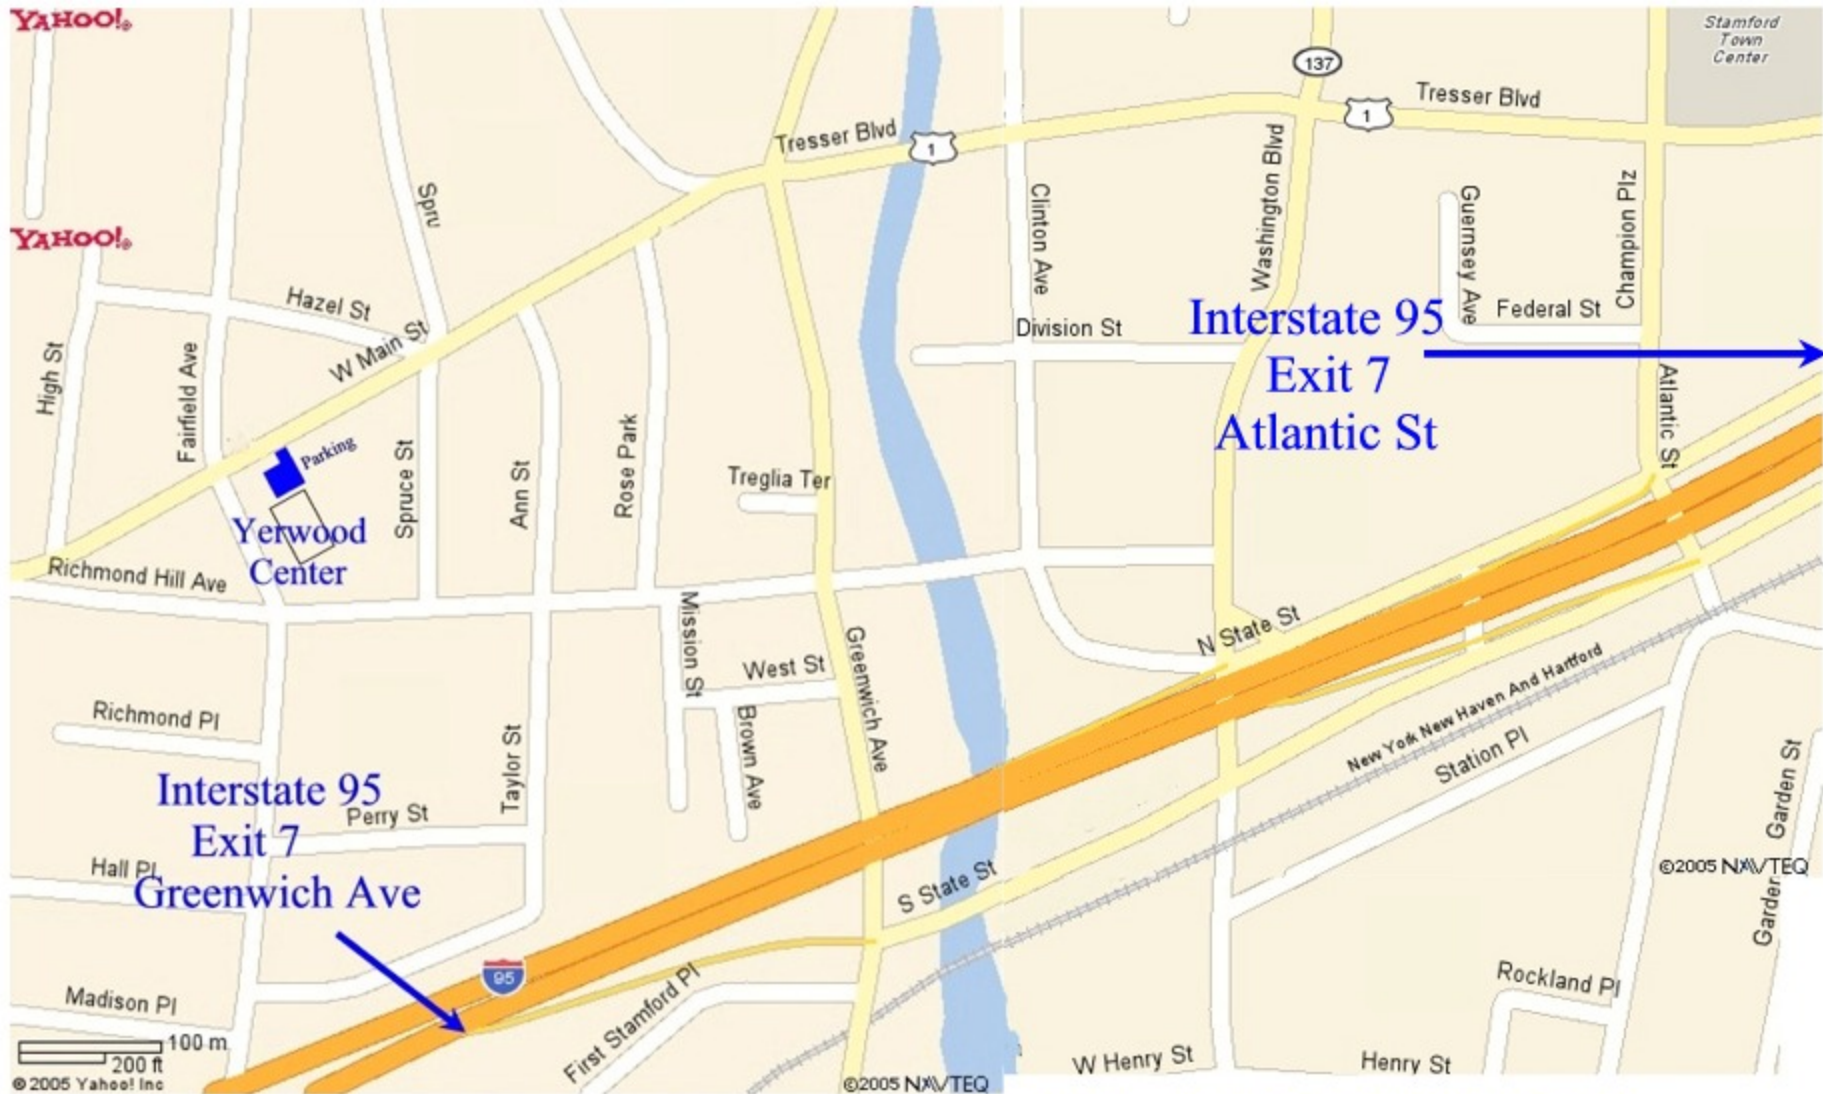 YAHOO!®
Stamford
Town
Center
137
Tresser Blvd
1
Tresser Blvd
1
YAHOO!®
Spru
Clinton Ave
Washington Blvd
Guernsey Ave
Champion Plz
Hazel St
W Main St
High St
Fairfield Ave
Division St
Federal St
Interstate 95
Exit 7
Atlantic St
Atlantic St
Parking
Spruce St
Ann St
Rose Park
Treglia Ter
Yerwood
Center
Richmond Hill Ave
Mission St
Greenwich Ave
N State St
West St
New York New Haven And Hartford
Richmond Pl
Brown Ave
Taylor St
Station Pl
Garden St
Interstate 95
Exit 7
Greenwich Ave
Perry St
Hall Pl
S State St
©2005 NAVTEQ
Garden
95
Madison Pl
First Stamford Pl
Rockland Pl
100 m
200 ft
W Henry St
Henry St
© 2005 Yahoo! Inc
©2005 NAVTEQ